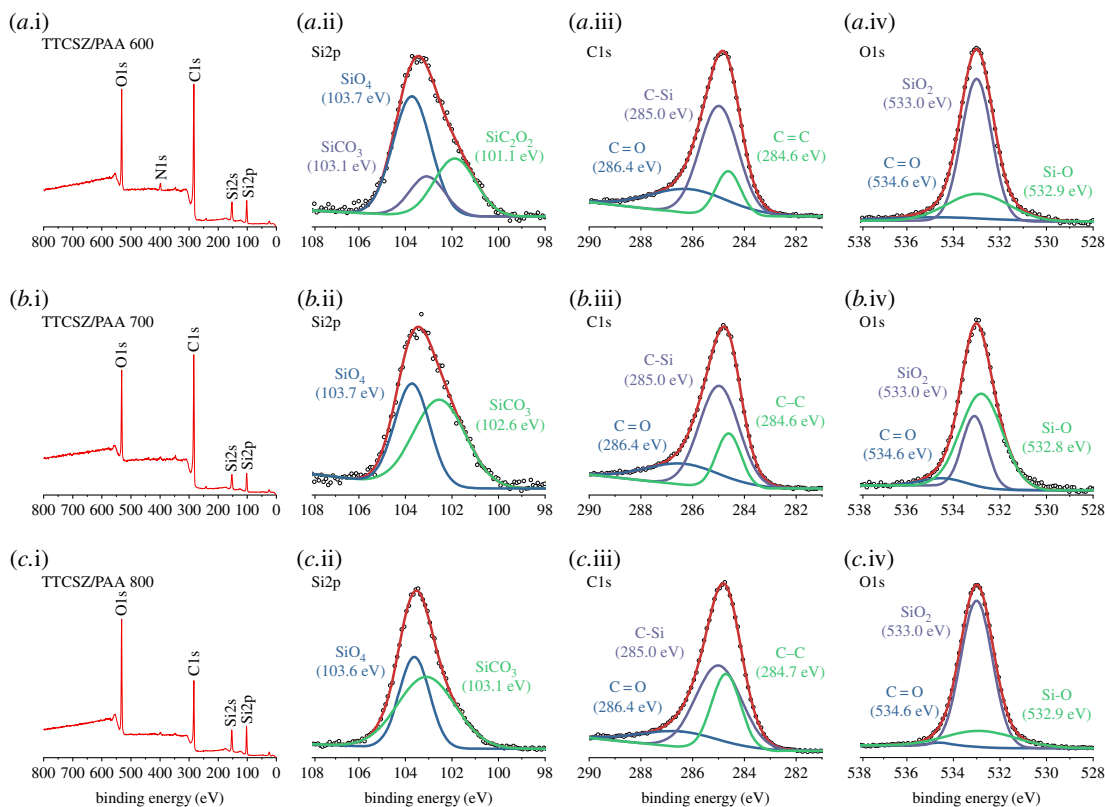 (a.i)
TTCSZ/PAA 600
O1s
C1s
N1s
Si2s
Si2p
800 700 600 500 400 300 200 100 0
(a.ii)
Si2p
SiO4
(103.7 eV)
SiCO3
(103.1 eV)
SiC2O2
(101.1 eV)
108 106 104 102 100 98
(a.iii)
C1s
C-Si
(285.0 eV)
C = O
(286.4 eV)
C = C
(284.6 eV)
290 288 286 284 282
(a.iv)
O1s
SiO2
(533.0 eV)
C = O
(534.6 eV)
Si-O
(532.9 eV)
538 536 534 532 530 528
(b.i)
TTCSZ/PAA 700
O1s
C1s
Si2s
Si2p
800 700 600 500 400 300 200 100 0
(b.ii)
Si2p
SiO4
(103.7 eV)
SiCO3
(102.6 eV)
108 106 104 102 100 98
(b.iii)
C1s
C-Si
(285.0 eV)
C = O
(286.4 eV)
C–C
(284.6 eV)
290 288 286 284 282
(b.iv)
O1s
SiO2
(533.0 eV)
C = O
(534.6 eV)
Si-O
(532.8 eV)
538 536 534 532 530 528
(c.i)
TTCSZ/PAA 800
O1s
C1s
Si2s
Si2p
800 700 600 500 400 300 200 100 0
binding energy (eV)
(c.ii)
Si2p
SiO4
(103.6 eV)
SiCO3
(103.1 eV)
108 106 104 102 100 98
binding energy (eV)
(c.iii)
C1s
C-Si
(285.0 eV)
C = O
(286.4 eV)
C–C
(284.7 eV)
290 288 286 284 282
binding energy (eV)
(c.iv)
O1s
SiO2
(533.0 eV)
C = O
(534.6 eV)
Si-O
(532.9 eV)
538 536 534 532 530 528
binding energy (eV)